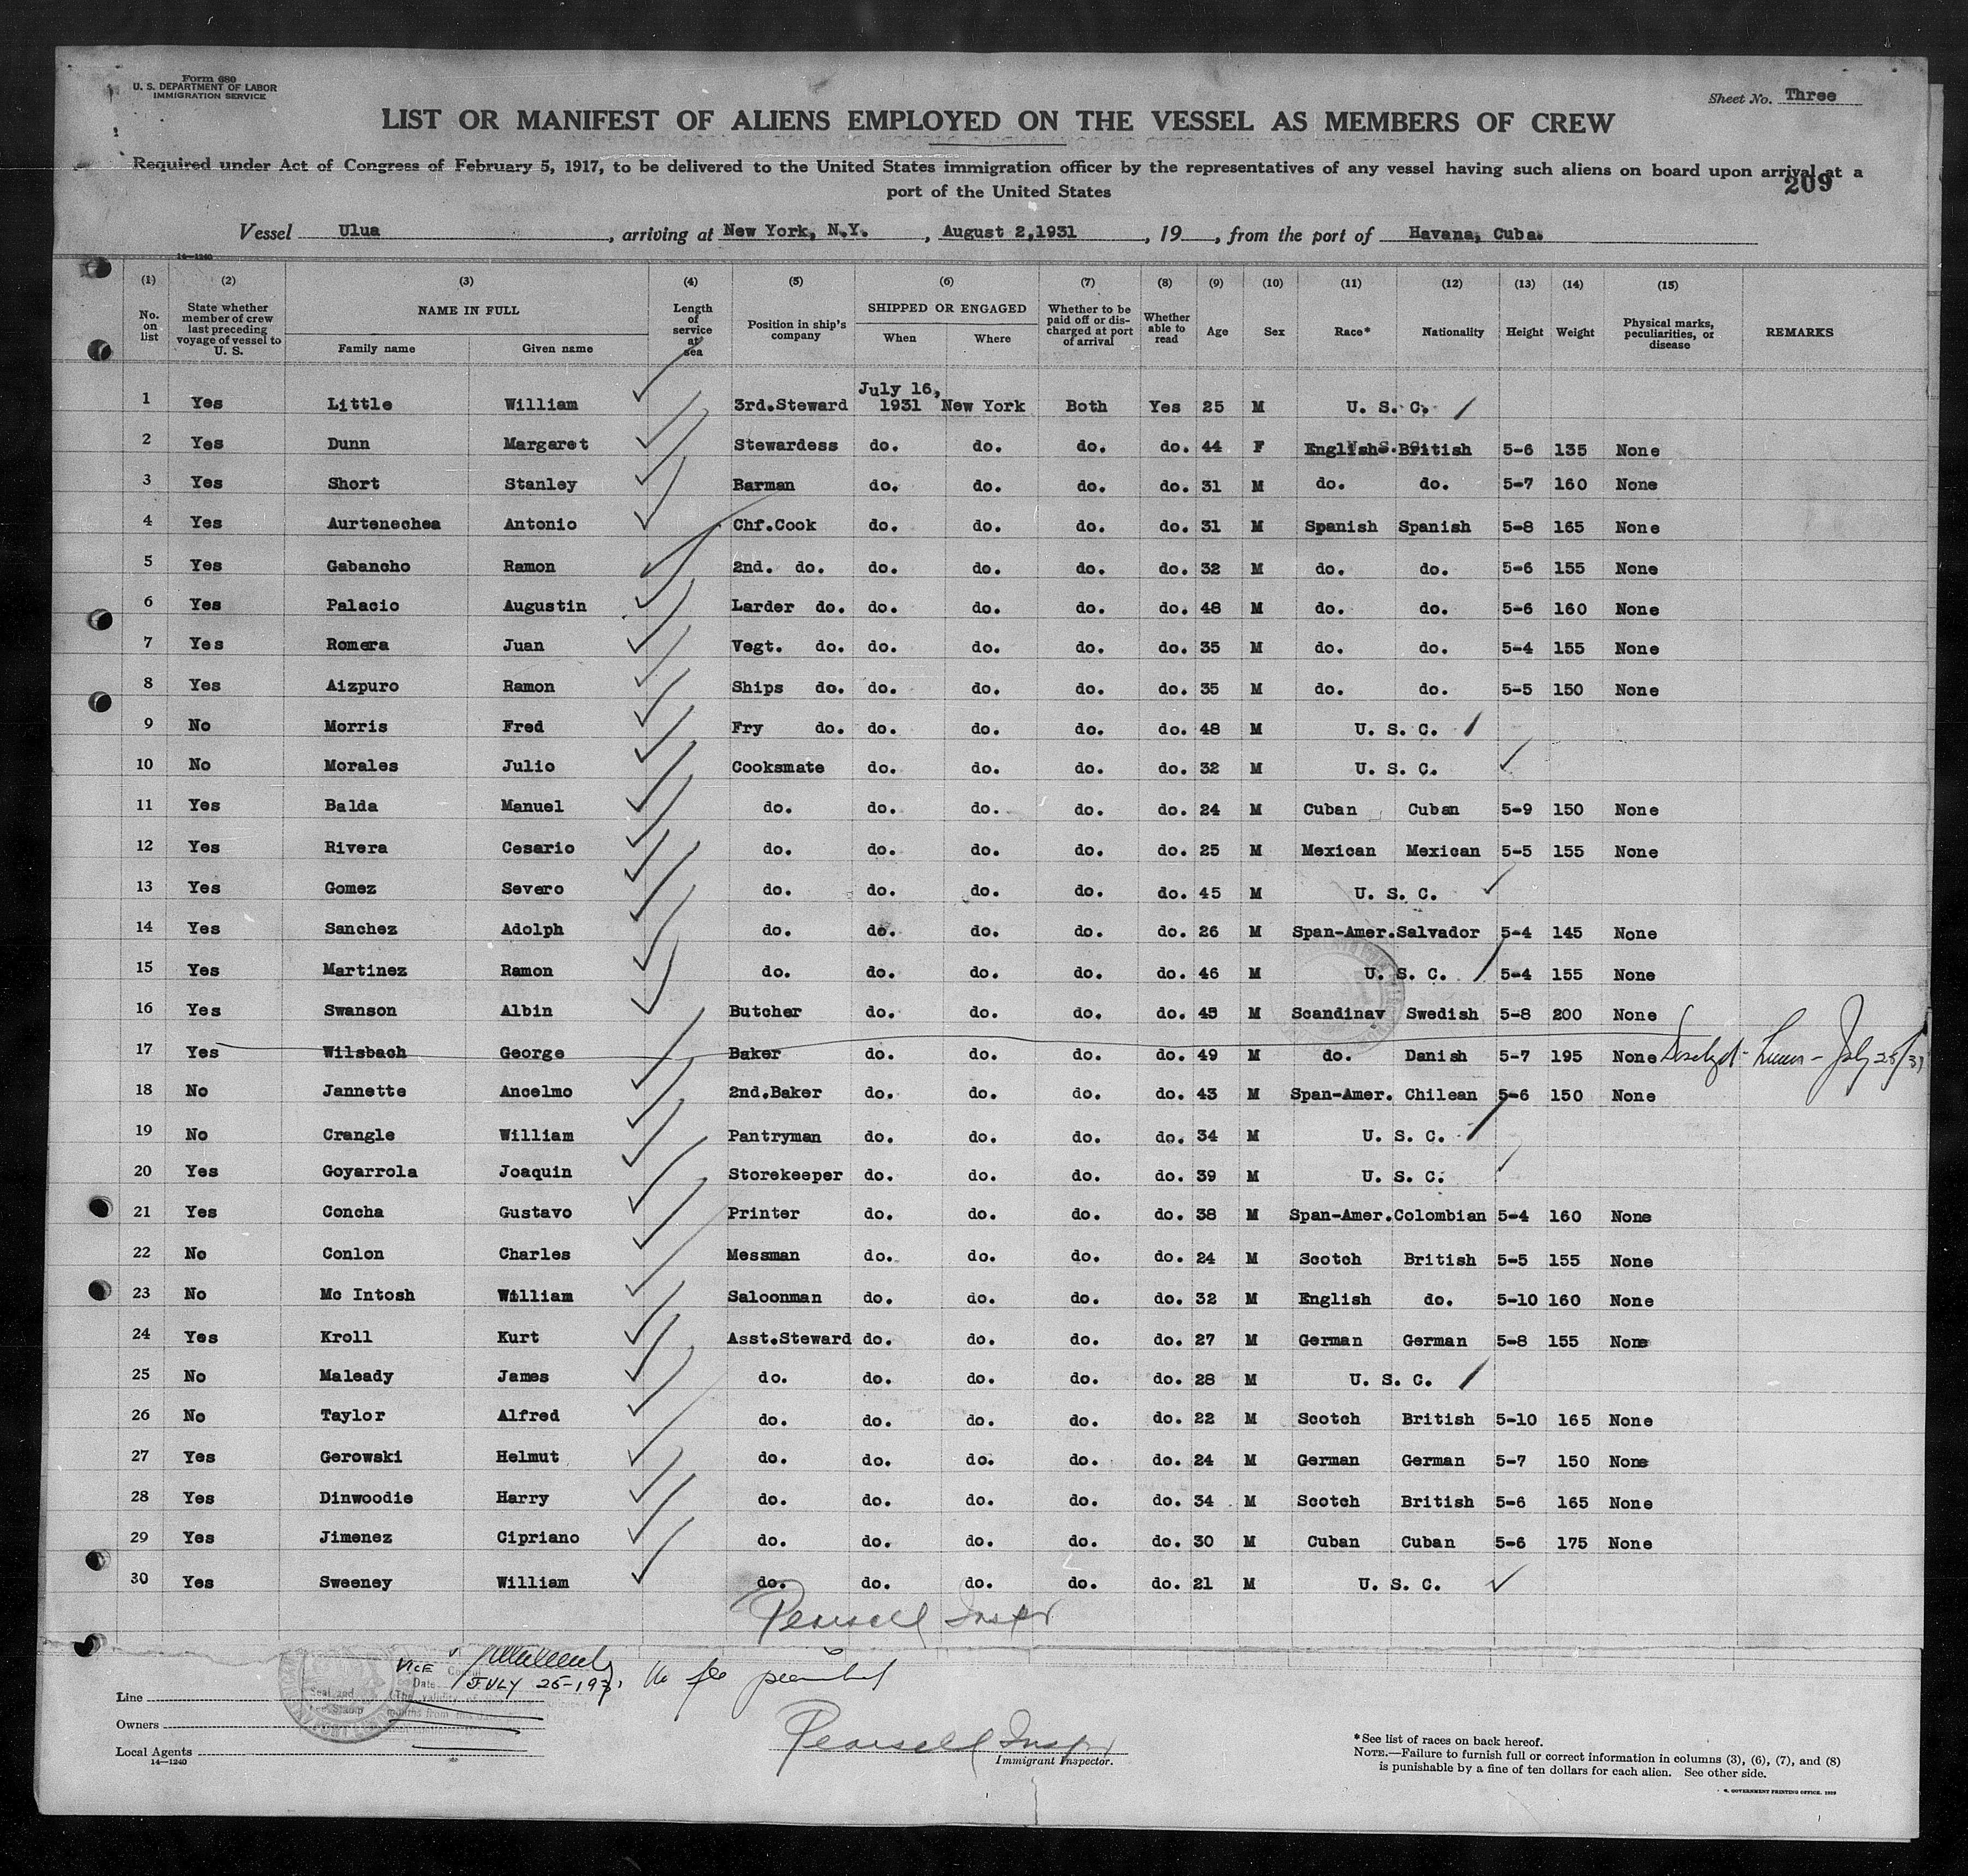 Form 680
U. S. DEPARTMENT OF LABOR
IMMIGRATION SERVICE
Sheet No. Three
LIST OR MANIFEST OF ALIENS EMPLOYED ON THE VESSEL AS MEMBERS OF CREW
Required under Act of Congress of February 5, 1917, to be delivered to the United States immigration officer by the representatives of any vessel having such aliens on board upon arrival at a
port of the United States
209
Vessel Ulua, arriving at New York, N.Y., August 2,1931, 19, from the port of Havana, Cuba.
14—1240
(1) (2) (3) (4) (5) (6) (7) (8) (9) (10) (11) (12) (13) (14) (15)
No. on list | State whether member of crew last preceding voyage of vessel to U. S. | NAME IN FULL Family name Given name | Length of service at sea | Position in ship's company | SHIPPED OR ENGAGED When Where | Whether to be paid off or discharged at port of arrival | Whether able to read | Age | Sex | Race* | Nationality | Height | Weight | Physical marks, peculiarities, or disease | REMARKS
1 Yes Little William 3rd.Steward July 16, 1931 New York Both Yes 25 M U. S. C.
2 Yes Dunn Margaret Stewardess do. do. do. do. 44 F English British 5-6 135 None
3 Yes Short Stanley Barman do. do. do. do. 31 M do. do. 5-7 160 None
4 Yes Aurtenechea Antonio Chf.Cook do. do. do. do. 31 M Spanish Spanish 5-8 165 None
5 Yes Gabancho Ramon 2nd. do. do. do. do. do. 32 M do. do. 5-6 155 None
6 Yes Palacio Augustin Larder do. do. do. do. do. 48 M do. do. 5-6 160 None
7 Yes Romera Juan Vegt. do. do. do. do. do. 35 M do. do. 5-4 155 None
8 Yes Aizpuro Ramon Ships do. do. do. do. do. 35 M do. do. 5-5 150 None
9 No Morris Fred Fry do. do. do. do. do. 48 M U. S. C.
10 No Morales Julio Cooksmate do. do. do. do. 32 M U. S. C.
11 Yes Balda Manuel do. do. do. do. do. 24 M Cuban Cuban 5-9 150 None
12 Yes Rivera Cesario do. do. do. do. do. 25 M Mexican Mexican 5-5 155 None
13 Yes Gomez Severo do. do. do. do. do. 45 M U. S. C.
14 Yes Sanchez Adolph do. do. do. do. do. 26 M Span-Amer. Salvador 5-4 145 None
15 Yes Martinez Ramon do. do. do. do. do. 46 M U. S. C. 5-4 155 None
16 Yes Swanson Albin Butcher do. do. do. do. 45 M Scandinav Swedish 5-8 200 None
17 Yes Wilsbach George Baker do. do. do. do. 49 M do. Danish 5-7 195 None July 25/31
18 No Jannette Ancelmo 2nd.Baker do. do. do. do. 43 M Span-Amer. Chilean 5-6 150 None
19 No Crangle William Pantryman do. do. do. do. 34 M U. S. C.
20 Yes Goyarrola Joaquin Storekeeper do. do. do. do. 39 M U. S. C.
21 Yes Concha Gustavo Printer do. do. do. do. 38 M Span-Amer. Colombian 5-4 160 None
22 No Conlon Charles Messman do. do. do. do. 24 M Scotch British 5-5 155 None
23 No Mc Intosh William Saloonman do. do. do. do. 32 M English do. 5-10 160 None
24 Yes Kroll Kurt Asst.Steward do. do. do. do. 27 M German German 5-8 155 None
25 No Maleady James do. do. do. do. do. 28 M U. S. C.
26 No Taylor Alfred do. do. do. do. do. 22 M Scotch British 5-10 165 None
27 Yes Gerowski Helmut do. do. do. do. do. 24 M German German 5-7 150 None
28 Yes Dinwoodie Harry do. do. do. do. do. 34 M Scotch British 5-6 165 None
29 Yes Jimenez Cipriano do. do. do. do. do. 30 M Cuban Cuban 5-6 175 None
30 Yes Sweeney William do. do. do. do. do. 21 M U. S. C.
Pearsell Inspr
VICE Consul
Date JULY 25-1931 No fee
Line
Owners
Local Agents
14—1240
Pearsell Inspr
Immigrant Inspector.
*See list of races on back hereof.
NOTE.—Failure to furnish full or correct information in columns (3), (6), (7), and (8)
is punishable by a fine of ten dollars for each alien. See other side.
GOVERNMENT PRINTING OFFICE. 1929